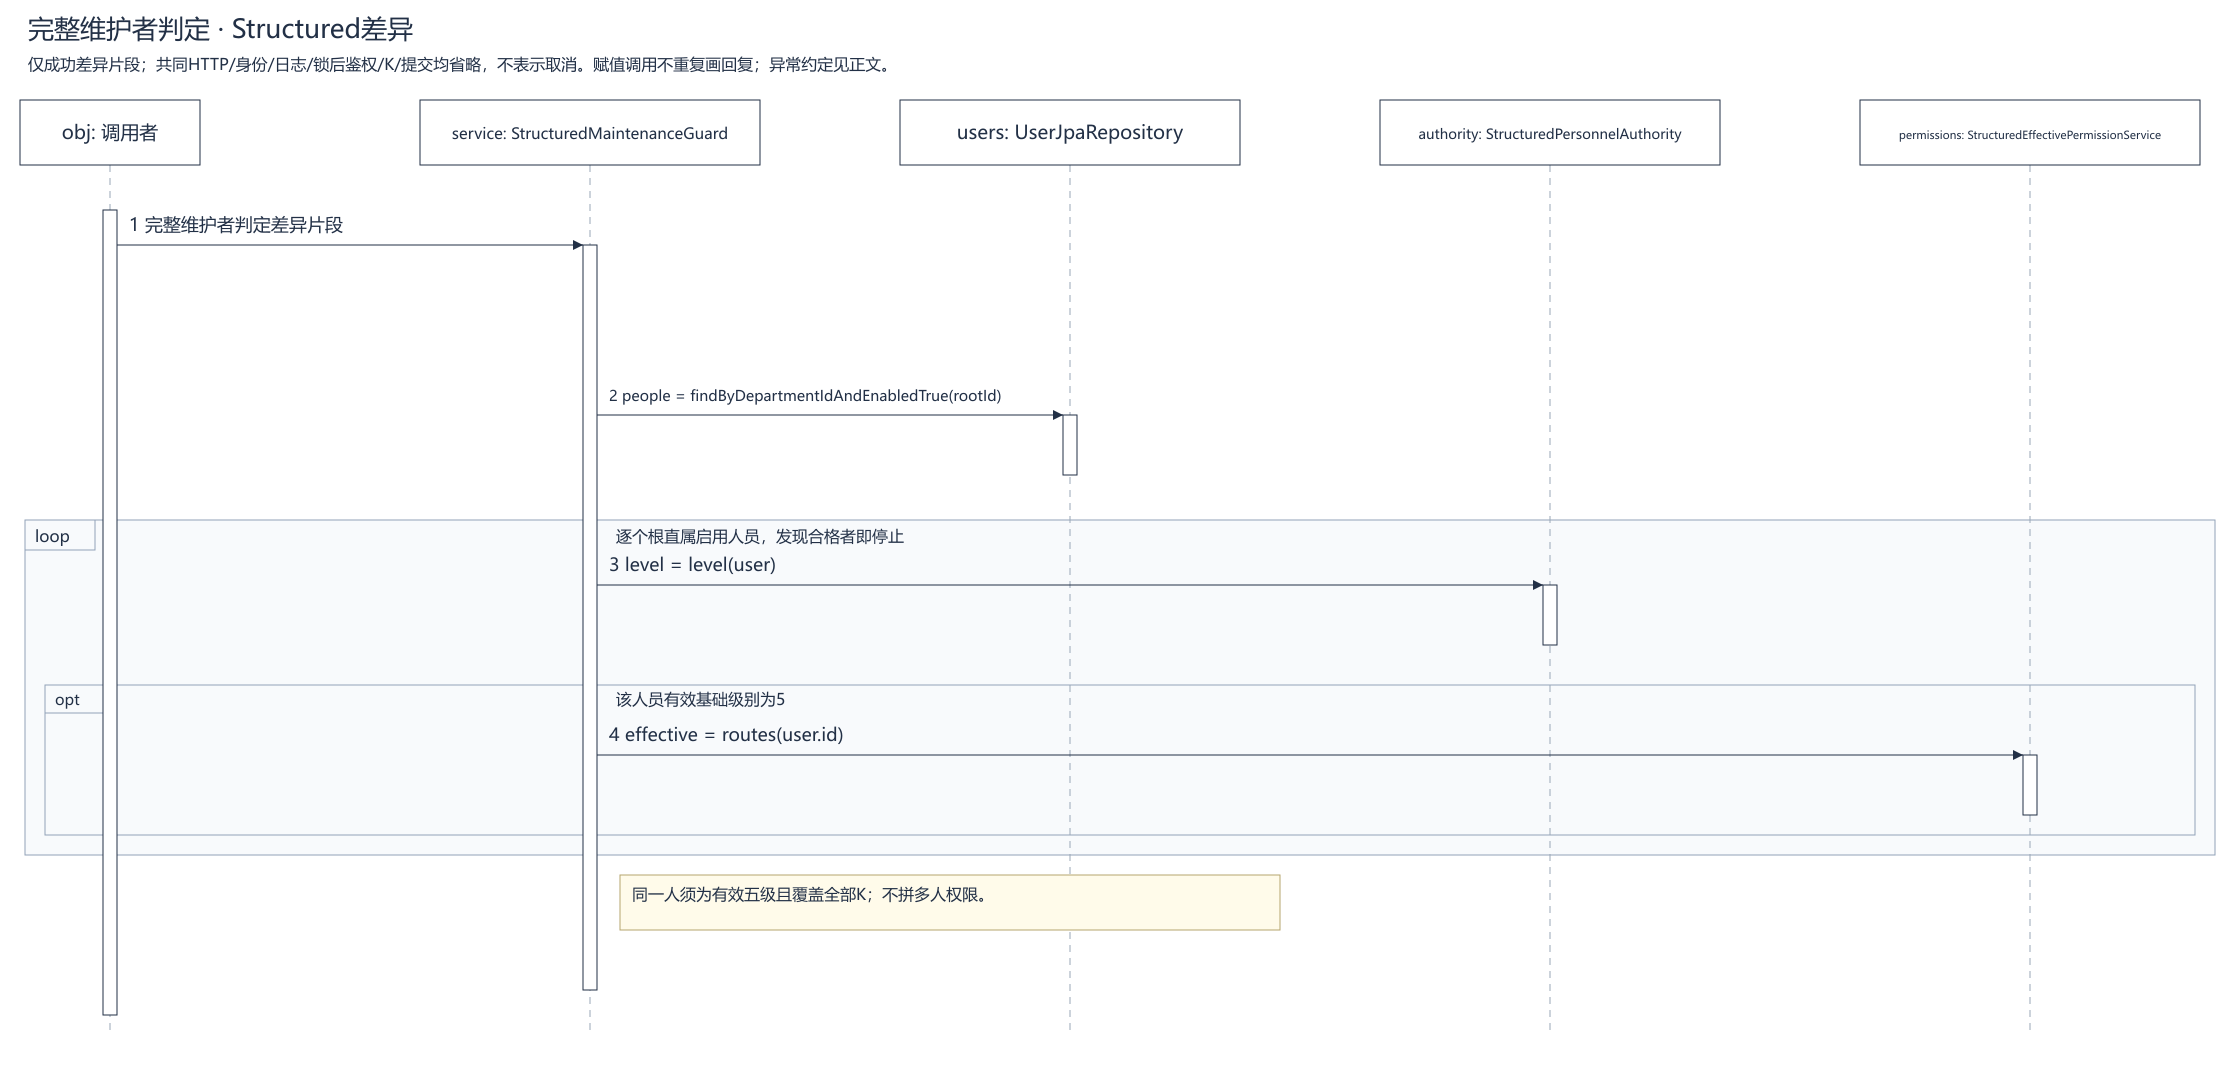 完整维护者判定 · Structured差异
仅成功差异片段；共同HTTP/身份/日志/锁后鉴权/K/提交均省略，不表示取消。赋值调用不重复画回复；异常约定见正文。
obj: 调用者
service: StructuredMaintenanceGuard
users: UserJpaRepository
authority: StructuredPersonnelAuthority
permissions: StructuredEffectivePermissionService
1 完整维护者判定差异片段
2 people = findByDepartmentIdAndEnabledTrue(rootId)
loop
逐个根直属启用人员，发现合格者即停止
3 level = level(user)
opt
该人员有效基础级别为5
4 effective = routes(user.id)
同一人须为有效五级且覆盖全部K；不拼多人权限。